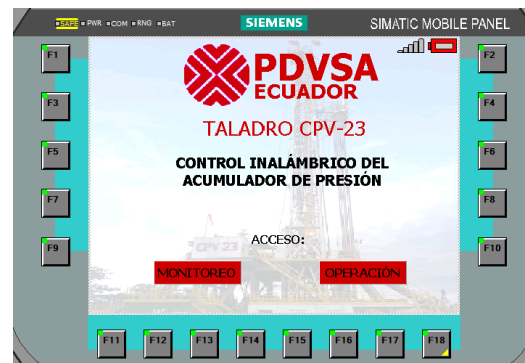 SAFE PWR COM RNG BAT
SIEMENS
SIMATIC MOBILE PANEL
F1
F2
PDVSA
ECUADOR
F3
F4
TALADRO CPV-23
F5
F6
CONTROL INALÁMBRICO DEL
ACUMULADOR DE PRESIÓN
F7
F8
ACCESO:
CPV 23
F9
F10
MONITOREO
OPERACIÓN
F11 F12 F13 F14 F15 F16 F17 F18